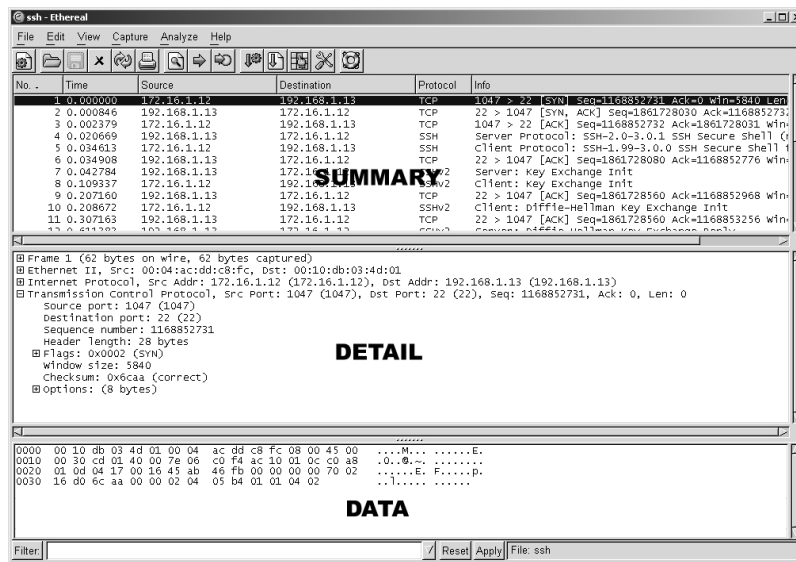 ssh - Ethereal
File Edit View Capture Analyze Help
No. . Time Source Destination Protocol Info
1 0.000000 172.16.1.12 192.168.1.13 TCP 1047 > 22 [SYN] Seq=1168852731 Ack=0 Win=5840 Len
2 0.000846 192.168.1.13 172.16.1.12 TCP 22 > 1047 [SYN, ACK] Seq=1861728030 Ack=116885273
3 0.002379 172.16.1.12 192.168.1.13 TCP 1047 > 22 [ACK] Seq=1168852732 Ack=1861728031 Win=
4 0.020669 192.168.1.13 172.16.1.12 SSH Server Protocol: SSH-2.0-3.0.1 SSH Secure Shell
5 0.034613 172.16.1.12 192.168.1.13 SSH Client Protocol: SSH-1.99-3.0.0 SSH Secure Shell
6 0.034908 192.168.1.13 172.16.1.12 TCP 22 > 1047 [ACK] Seq=1861728080 Ack=1168852776 Win=
7 0.042784 192.168.1.13 SSHv2 Server: Key Exchange Init
8 0.109337 172.16.1.12 Client: Key Exchange Init
SUMMARY
9 0.207160 192.168.1.13 172.16.1.12 TCP 22 > 1047 [ACK] Seq=1861728560 Ack=1168852968 Win=
10 0.208672 172.16.1.12 192.168.1.13 SSHv2 Client: Diffie-Hellman Key Exchange Init
11 0.307163 192.168.1.13 172.16.1.12 TCP 22 > 1047 [ACK] Seq=1861728560 Ack=1168853256 Win=
Frame 1 (62 bytes on wire, 62 bytes captured)
Ethernet II, Src: 00:04:ac:dd:c8:fc, Dst: 00:10:db:03:4d:01
Internet Protocol, Src Addr: 172.16.1.12 (172.16.1.12), Dst Addr: 192.168.1.13 (192.168.1.13)
Transmission Control Protocol, Src Port: 1047 (1047), Dst Port: 22 (22), Seq: 1168852731, Ack: 0, Len: 0
Source port: 1047 (1047)
Destination port: 22 (22)
Sequence number: 1168852731
Header length: 28 bytes
Flags: 0x0002 (SYN)
DETAIL
Window size: 5840
Checksum: 0x6caa (correct)
Options: (8 bytes)
0000 00 10 db 03 4d 01 00 04 ac dd c8 fc 08 00 45 00 ....M... ......E.
0010 00 30 cd 01 40 00 7e 06 c0 f4 ac 10 01 0c c0 a8 .0..@.~. ........
0020 01 0d 04 17 00 16 45 ab 46 fb 00 00 00 00 70 02 ......E. F.....p.
0030 16 d0 6c aa 00 00 02 04 05 b4 01 01 04 02 ..l..... ......
DATA
Filter: / Reset Apply File: ssh